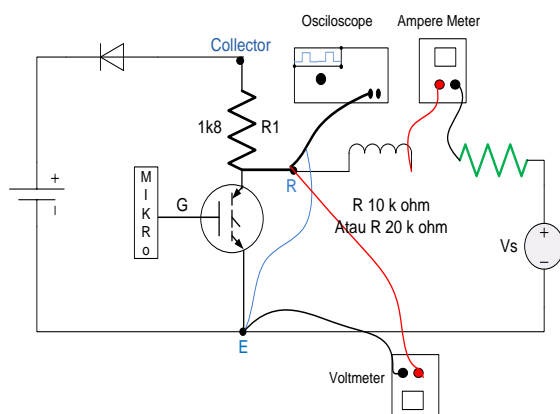 Osciloscope
Ampere Meter
Collector
1k8
R1
M
I
K
R
o
G
R
R 10 k ohm
Atau R 20 k ohm
Vs
+
−
+
−
E
Voltmeter